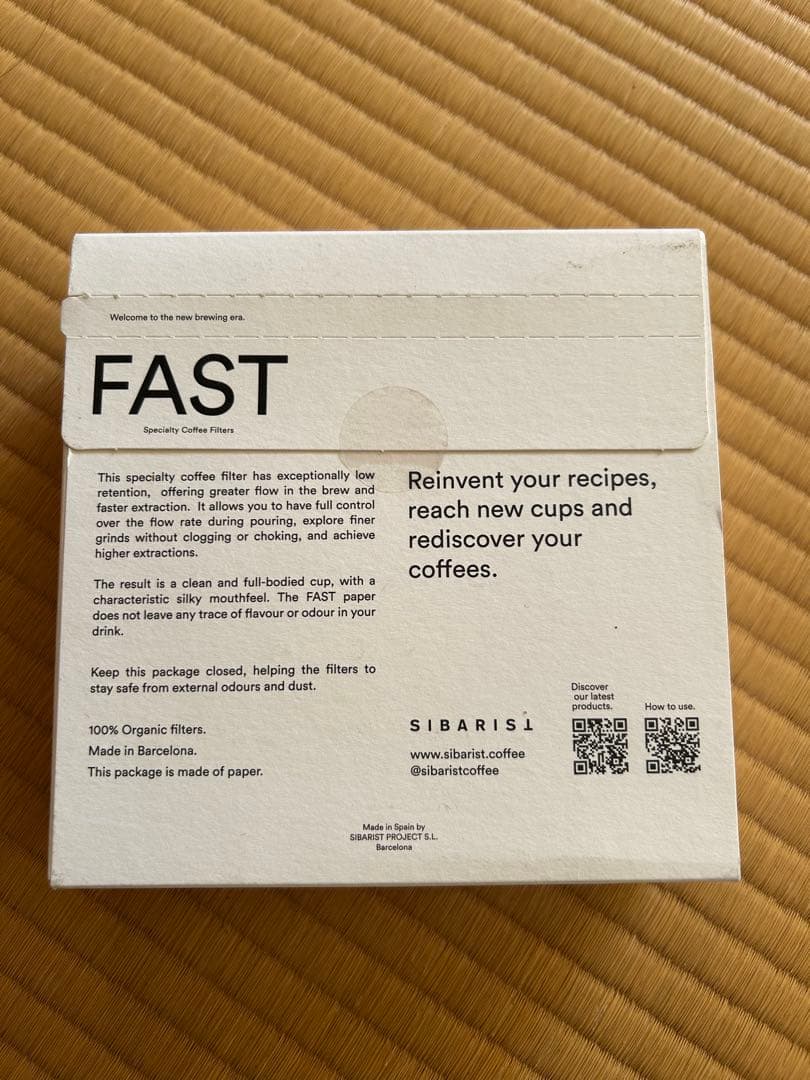 Welcome to the new brewing era.
FAST
Specialty Coffee Filters
This specialty coffee filter has exceptionally low
retention, offering greater flow in the brew and
faster extraction. It allows you to have full control
over the flow rate during pouring, explore finer
grinds without clogging or choking, and achieve
higher extractions.
The result is a clean and full-bodied cup, with a
characteristic silky mouthfeel. The FAST paper
does not leave any trace of flavour or odour in your
drink.
Keep this package closed, helping the filters to
stay safe from external odours and dust.
100% Organic filters.
Made in Barcelona.
This package is made of paper.
Reinvent your recipes,
reach new cups and
rediscover your
coffees.
SIBARIST
www.sibarist.coffee
@sibaristcoffee
Discover
our latest
products.
How to use.
Made in Spain by
SIBARIST PROJECT S.L.
Barcelona